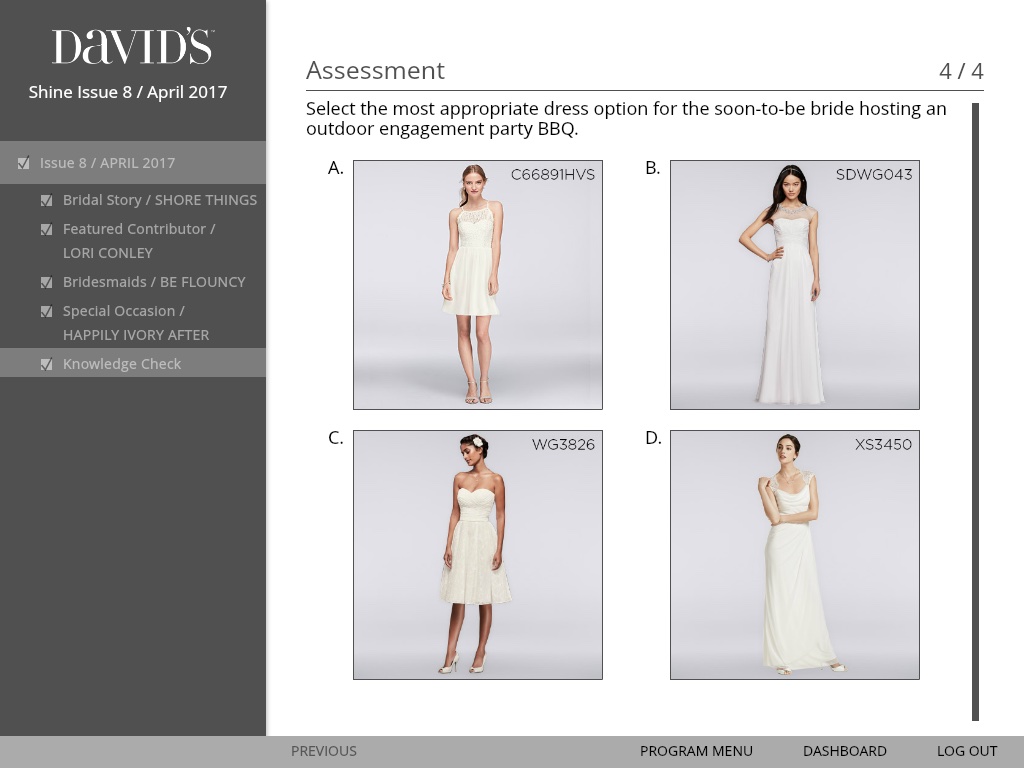 DAVID'S
Shine Issue 8 / April 2017
Issue 8 / APRIL 2017
Bridal Story / SHORE THINGS
Featured Contributor /
LORI CONLEY
Bridesmaids / BE FLOUNCY
Special Occasion /
HAPPILY IVORY AFTER
Knowledge Check
Assessment
4 / 4
Select the most appropriate dress option for the soon-to-be bride hosting an
outdoor engagement party BBQ.
A.
C66891HVS
B.
SDWG043
C.
WG3826
D.
XS3450
PREVIOUS
PROGRAM MENU
DASHBOARD
LOG OUT